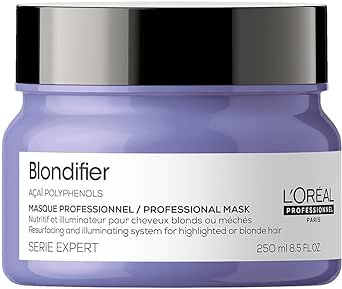 Blondifier
AÇAÏ POLYPHENOLS
MASQUE PROFESSIONNEL / PROFESSIONAL MASK
Nutritif et illuminateur pour cheveux blonds ou méchés
Resurfacing and illuminating system for highlighted or blonde hair
SERIE EXPERT
250 ml 8.5 FL.OZ.
L'ORÉAL
PROFESSIONNEL
PARIS